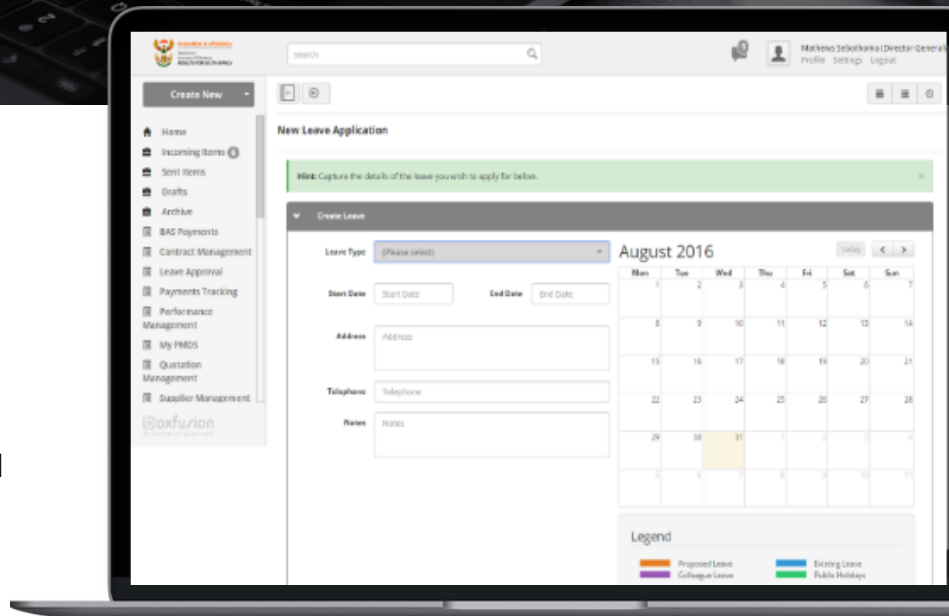 search
Mathews Sebothoma (Director General)
Profile Settings Logout
Create New
Home
Incoming Items
Sent Items
Drafts
Archive
BAS Payments
Contract Management
Leave Approval
Payments Tracking
Performance
Management
My PMDS
Quotation
Management
Supplier Management
oxfusion
New Leave Application
Hint: Capture the details of the leave you wish to apply for below.
Create Leave
Leave Type (Please select)
Start Date Start Date End Date End Date
Address Address
Telephone Telephone
Notes Notes
August 2016 today
Mon Tue Wed Thu Fri Sat Sun
1 2 3 4 5 6 7
8 9 10 11 12 13 14
15 16 17 18 19 20 21
22 23 24 25 26 27 28
29 30 31 1 2 3 4
5 6 7 8 9 10 11
Legend
Proposed Leave Existing Leave
Colleague Leave Public Holidays